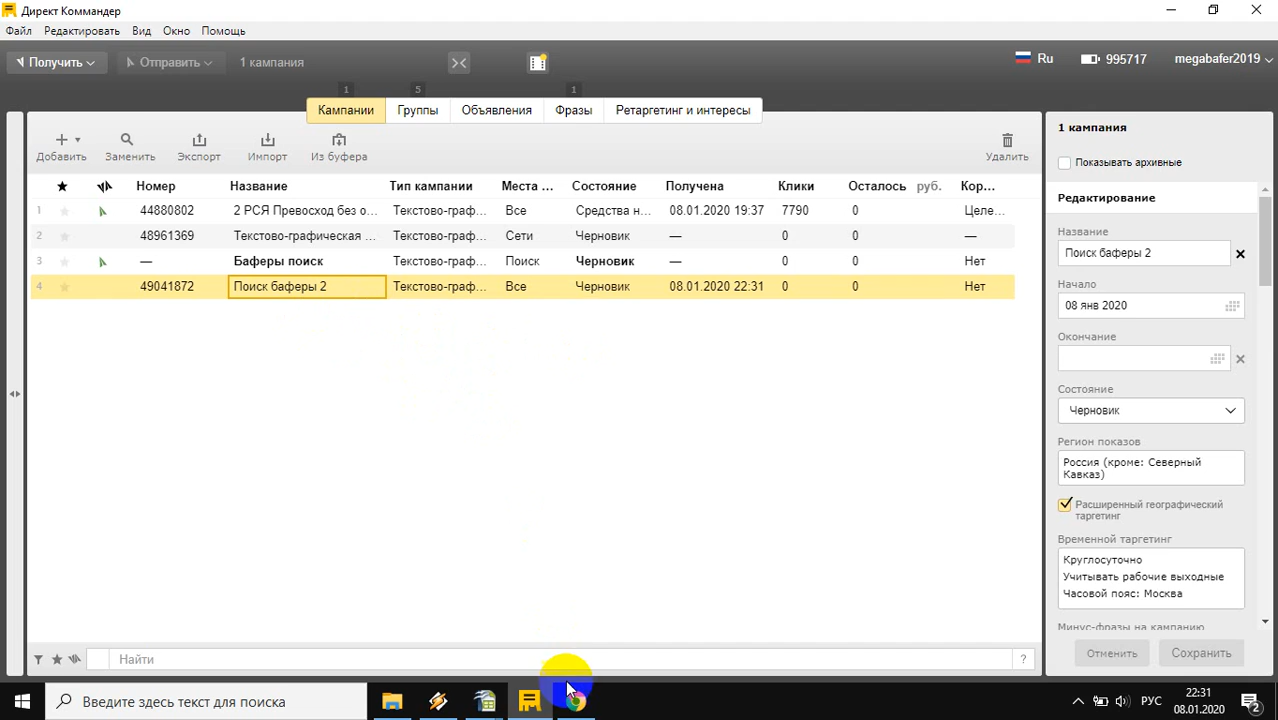 Директ Коммандер
Файл Редактировать Вид Окно Помощь
Получить Отправить 1 кампания Ru 995717 megabafer2019
1 5 1
Кампании Группы Объявления Фразы Ретаргетинг и интересы
Добавить Заменить Экспорт Импорт Из буфера Удалить
Номер Название Тип кампании Места ... Состояние Получена Клики Осталось руб. Кор...
1 44880802 2 РСЯ Превосход без о... Текстово-граф... Все Средства н... 08.01.2020 19:37 7790 0 Целе...
2 48961369 Текстово-графическая ... Текстово-граф... Сети Черновик — 0 0 —
3 — Баферы поиск Текстово-граф... Поиск Черновик — 0 0 Нет
4 49041872 Поиск баферы 2 Текстово-граф... Все Черновик 08.01.2020 22:31 0 0 Нет
1 кампания
Показывать архивные
Редактирование
Название
Поиск баферы 2
Начало
08 янв 2020
Окончание
Состояние
Черновик
Регион показов
Россия (кроме: Северный
Кавказ)
Расширенный географический
таргетинг
Временной таргетинг
Круглосуточно
Учитывать рабочие выходные
Часовой пояс: Москва
Минус-фразы на кампанию
Отменить Сохранить
Найти ?
Введите здесь текст для поиска
РУС 22:31
08.01.2020
2